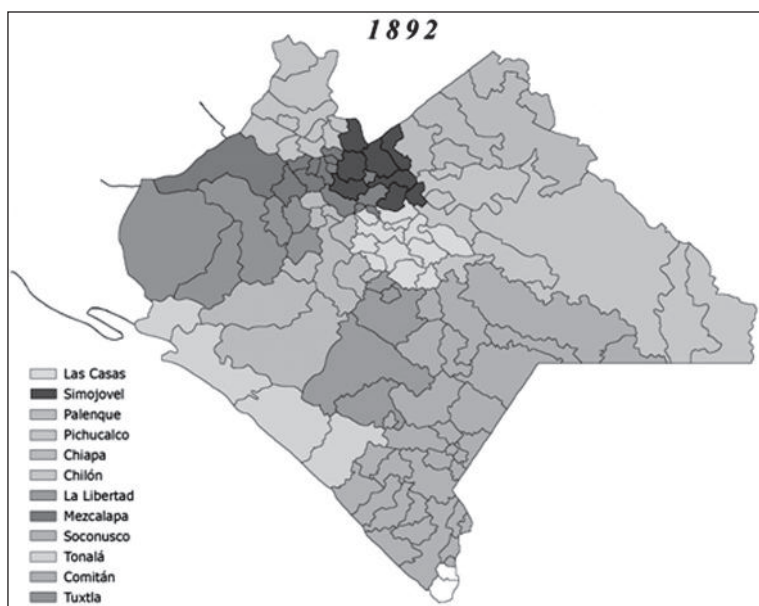 1892
Las Casas
Simojovel
Palenque
Pichucalco
Chiapa
Chilón
La Libertad
Mezcalapa
Soconusco
Tonalá
Comitán
Tuxtla